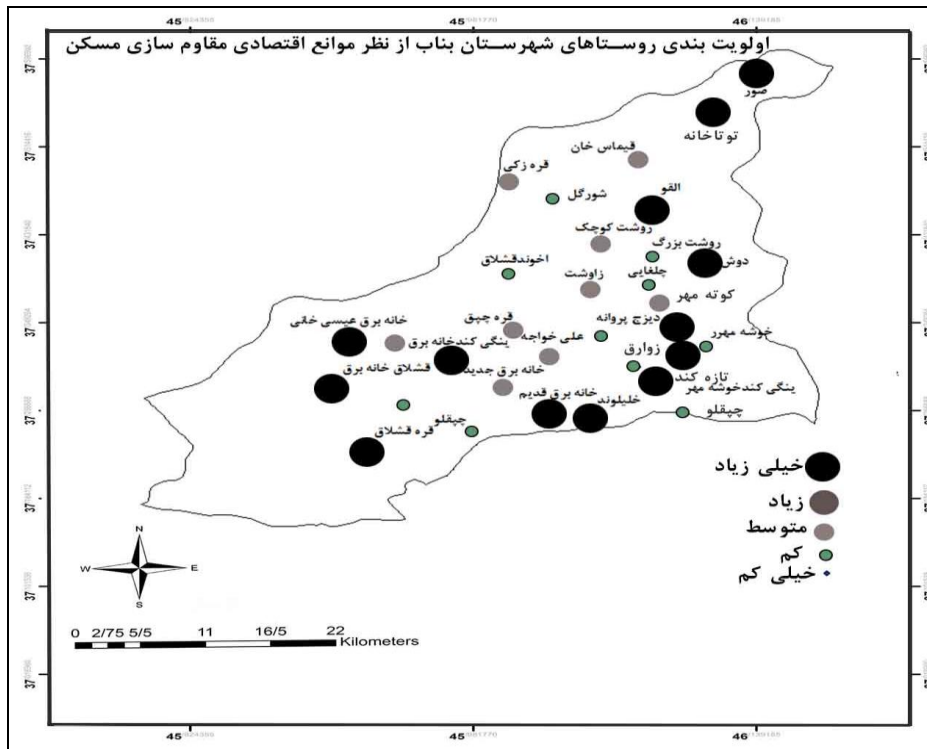 اولویت بندی روستاهای شهرستان بناب از نظر موانع اقتصادی مقاوم سازی مسکن
صور
توتاخانه
قیماس خان
قره زکی
شورگل
القو
روشت کوچک
روشت بزرگ
دوش
اخوندقشلاق
چلغایی
زاوشت
کوته مهر
خانه برق عیسی خانی
قره چپق
دیزج پروانه
علی خواجه
ینگی کندخانه برق
خوشه مهرر
زوارق
قشلاق خانه برق
خانه برق جدید
تازه کند
ینگی کندخوشه مهر
خانه برق قدیم
خلیلوند
چپقلو
چپقلو
قره قشلاق
خیلی زیاد
زیاد
متوسط
کم
خیلی کم
N
W E
S
0 2/75 5/5 11 16/5 22
Kilometers